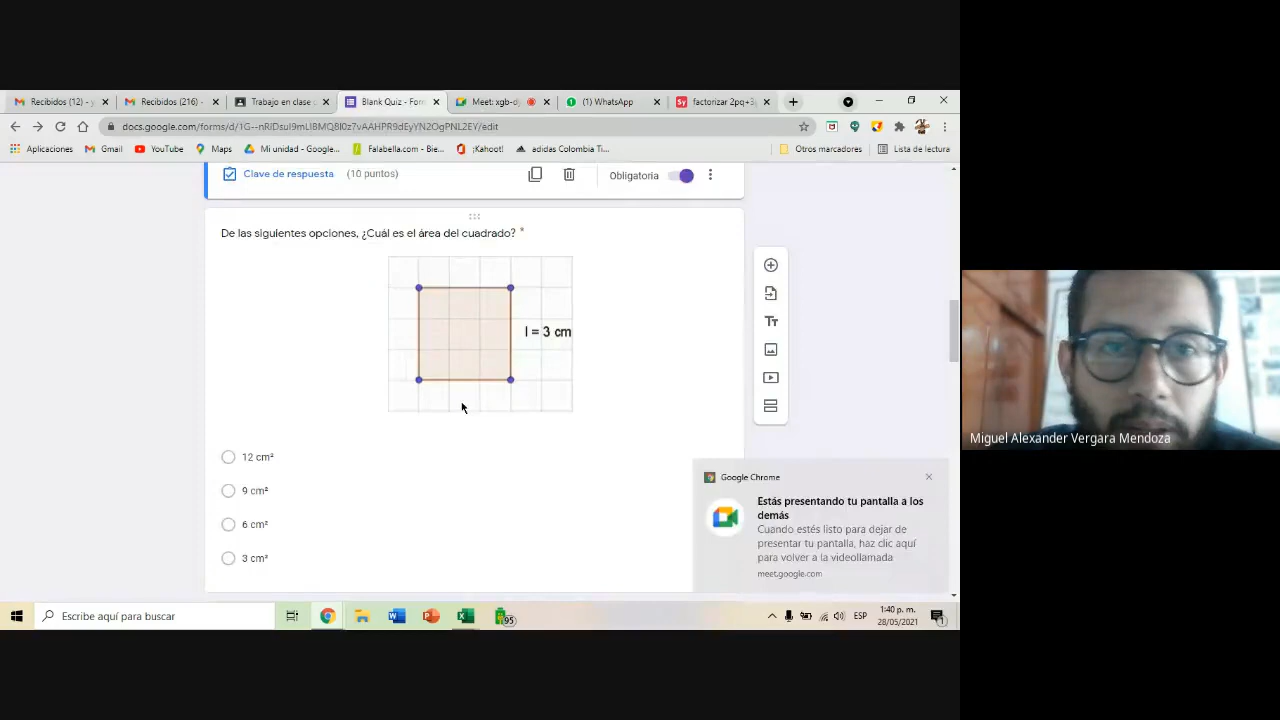 Recibidos (12) - y
Recibidos (216) -
Trabajo en clase
Blank Quiz - Form
Meet: xgb-d
(1) WhatsApp
factorizar 2pq+3
docs.google.com/forms/d/
/edit
Aplicaciones
Gmail
YouTube
Maps
Mi unidad - Google...
Falabella.com - Bie...
¡Kahoot!
adidas Colombia Ti...
Otros marcadores
Lista de lectura
Clave de respuesta (10 puntos)
Obligatoria
De las siguientes opciones, ¿Cuál es el área del cuadrado? *
l = 3 cm
12 cm²
9 cm²
6 cm²
3 cm²
Google Chrome
Estás presentando tu pantalla a los
demás
Cuando estés listo para dejar de
presentar tu pantalla, haz clic aquí
para volver a la videollamada
meet.google.com
Miguel Alexander Vergara Mendoza
Escribe aquí para buscar
95
ESP
1:40 p. m.
28/05/2021
1